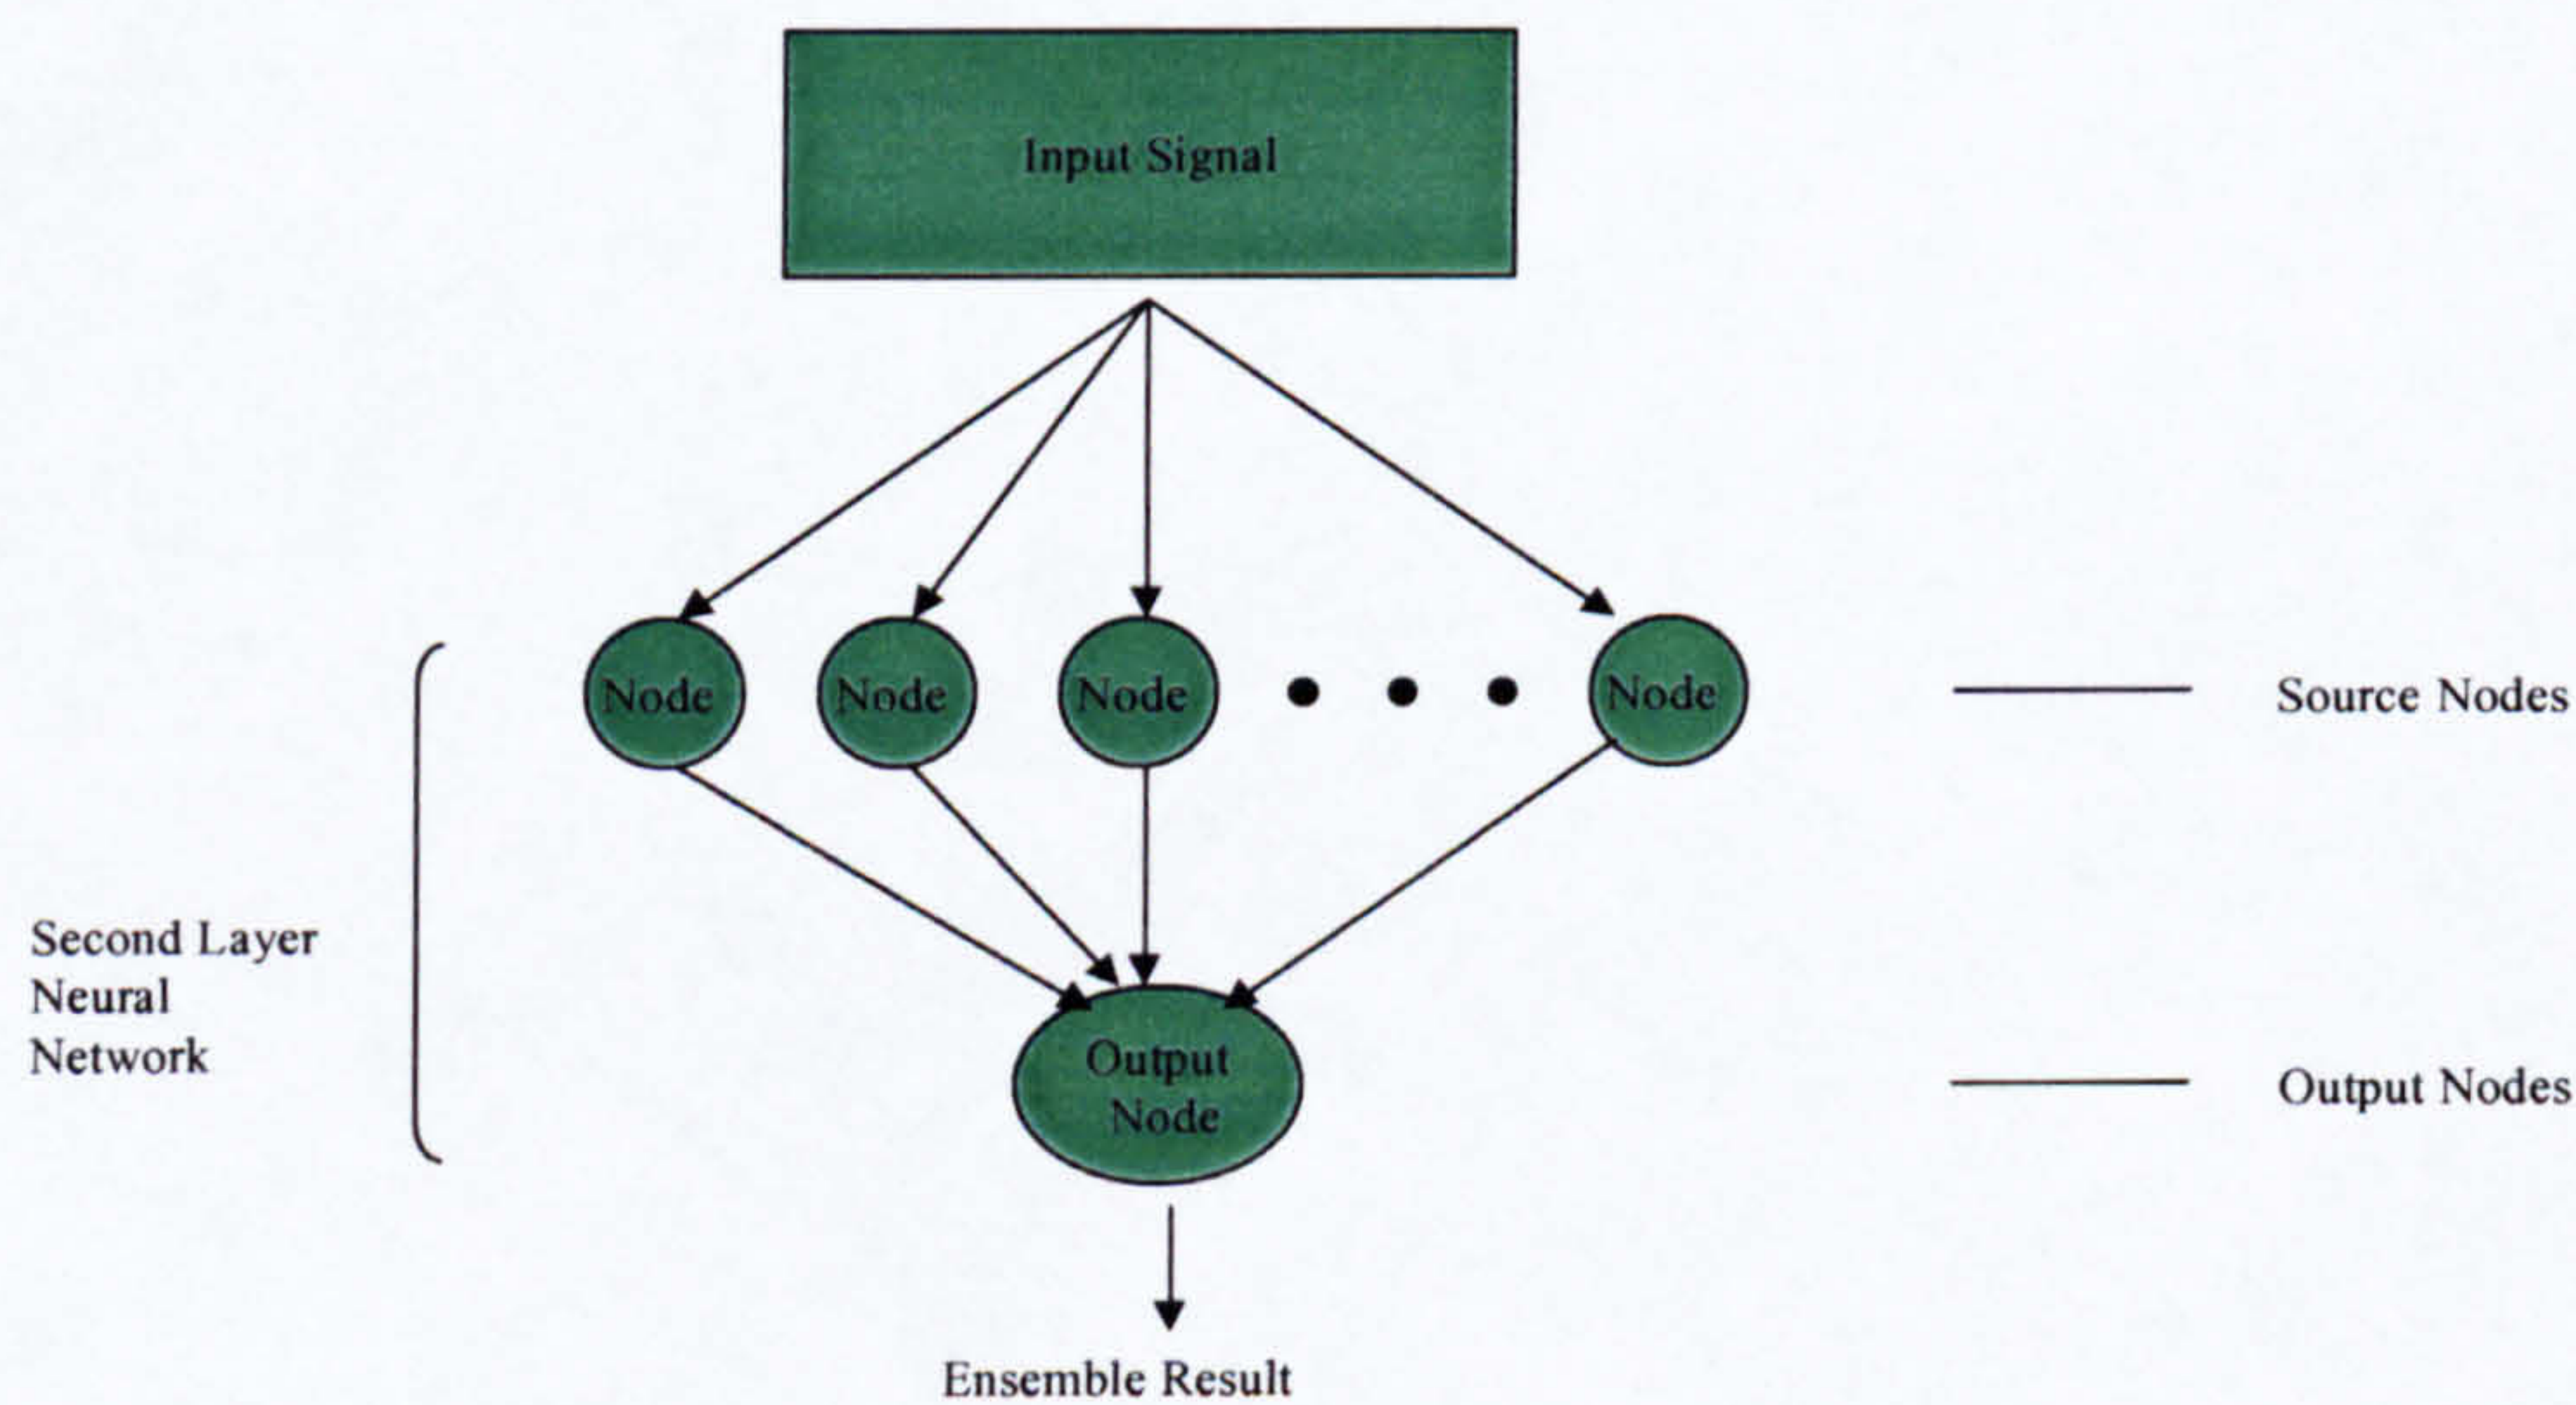 Input Signal
Node Node Node Node
Source Nodes
Second Layer
Neural
Network
Output
Node
Output Nodes
Ensemble Result